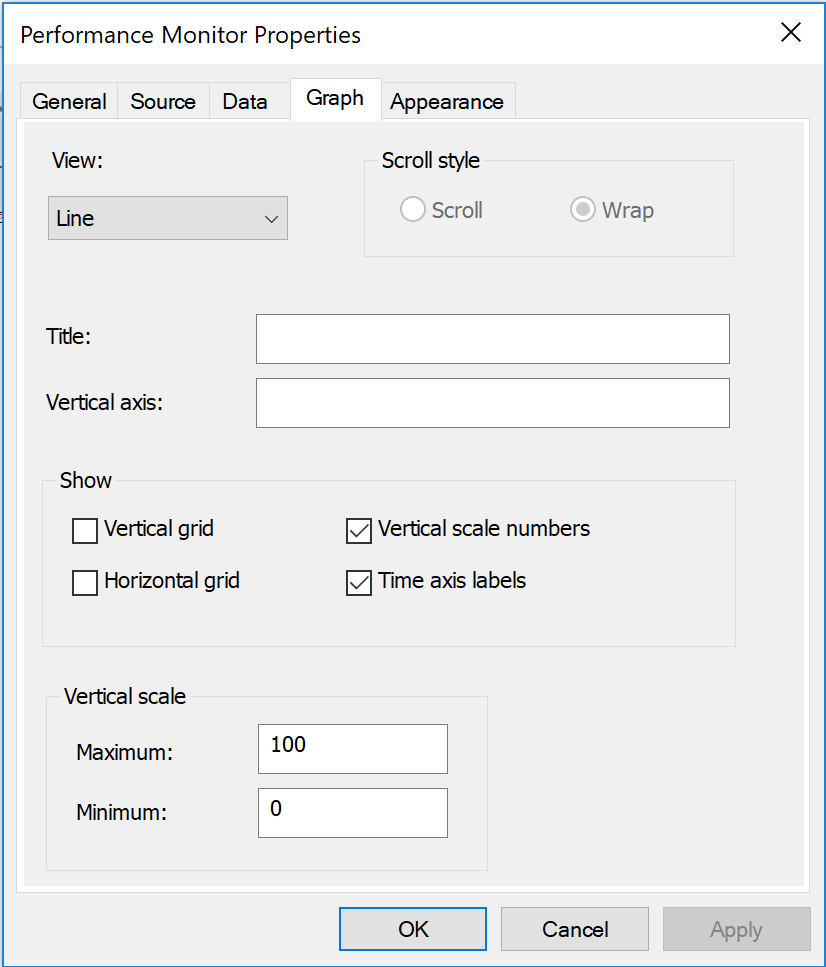 Performance Monitor Properties
General Source Data Graph Appearance
View:
Scroll style
Line
Scroll Wrap
Title:
Vertical axis:
Show
Vertical grid Vertical scale numbers
Horizontal grid Time axis labels
Vertical scale
Maximum: 100
Minimum: 0
OK Cancel Apply